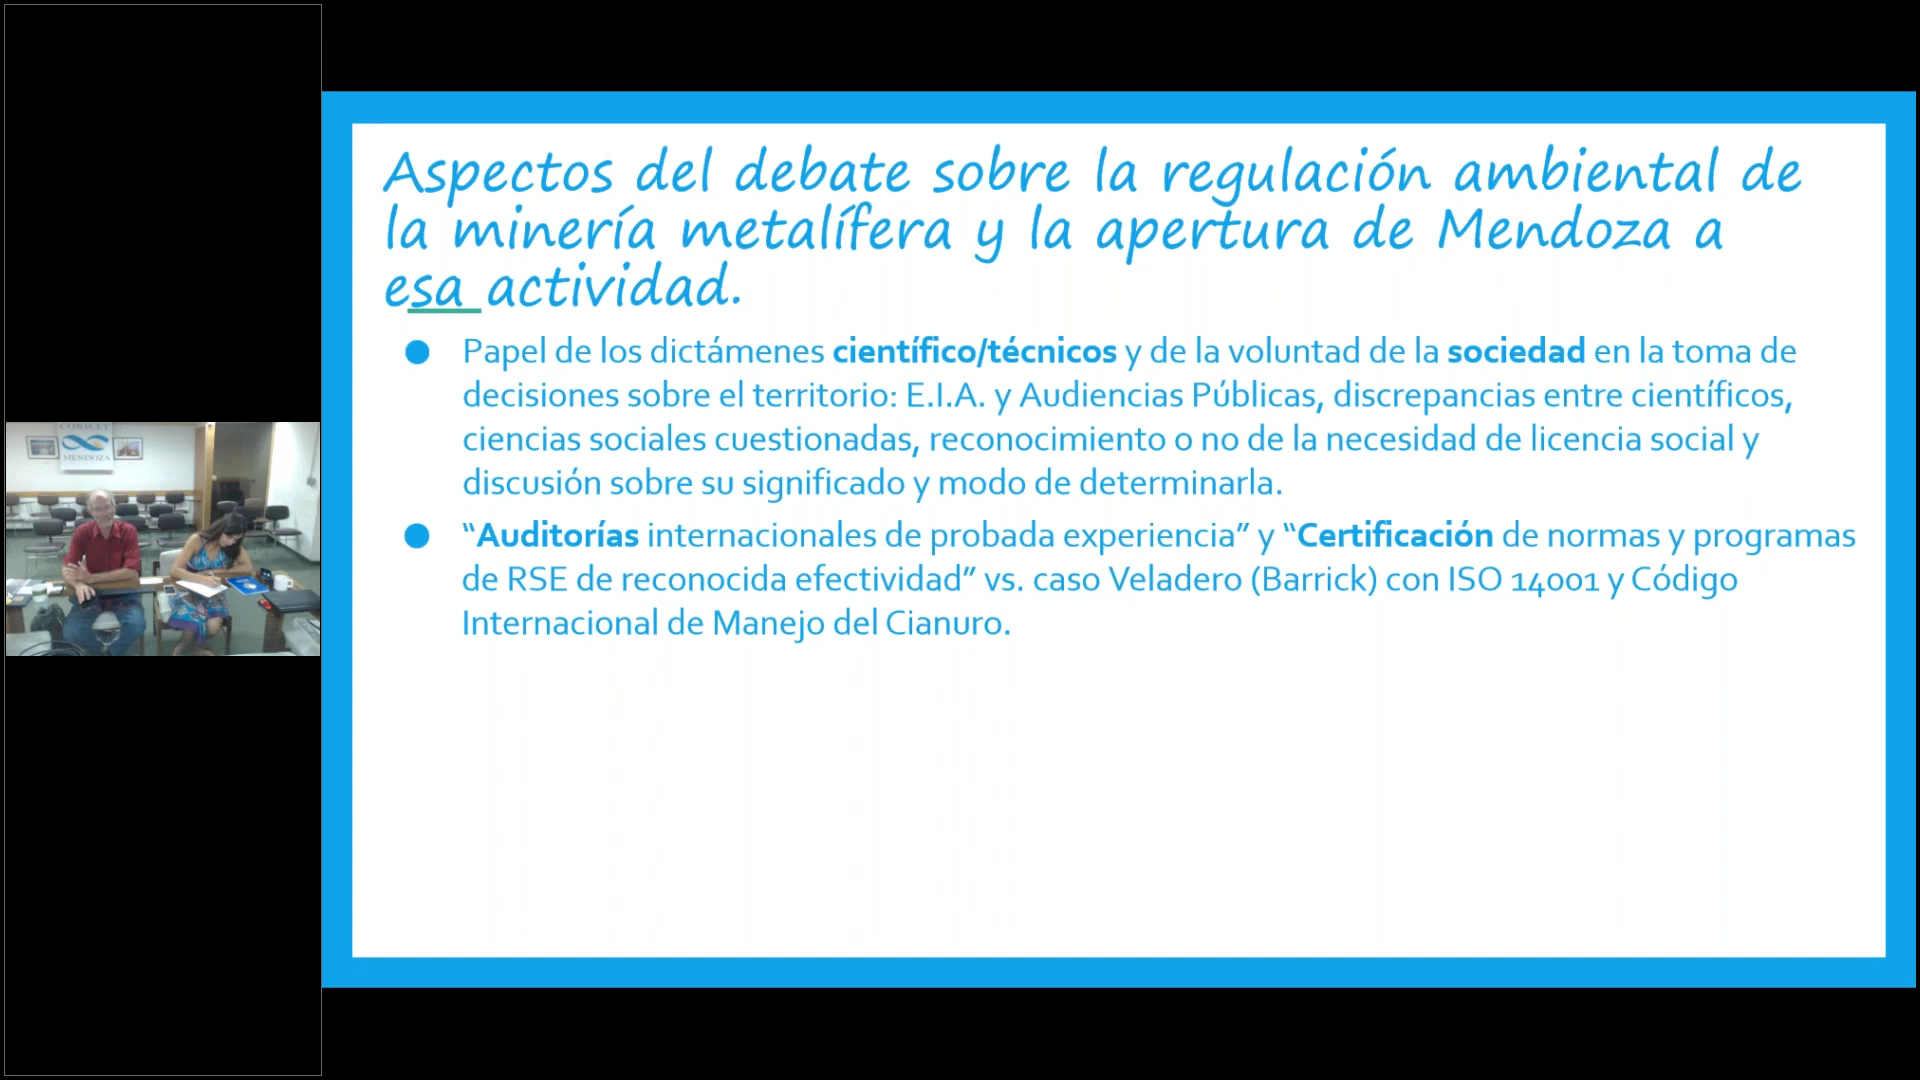 Aspectos del debate sobre la regulación ambiental de
la minería metalífera y la apertura de Mendoza a
esa actividad.
Papel de los dictámenes científico/técnicos y de la voluntad de la sociedad en la toma de
decisiones sobre el territorio: E.I.A. y Audiencias Públicas, discrepancias entre científicos,
ciencias sociales cuestionadas, reconocimiento o no de la necesidad de licencia social y
discusión sobre su significado y modo de determinarla.
“Auditorías internacionales de probada experiencia” y “Certificación de normas y programas
de RSE de reconocida efectividad” vs. caso Veladero (Barrick) con ISO 14001 y Código
Internacional de Manejo del Cianuro.
CONICET
MENDOZA